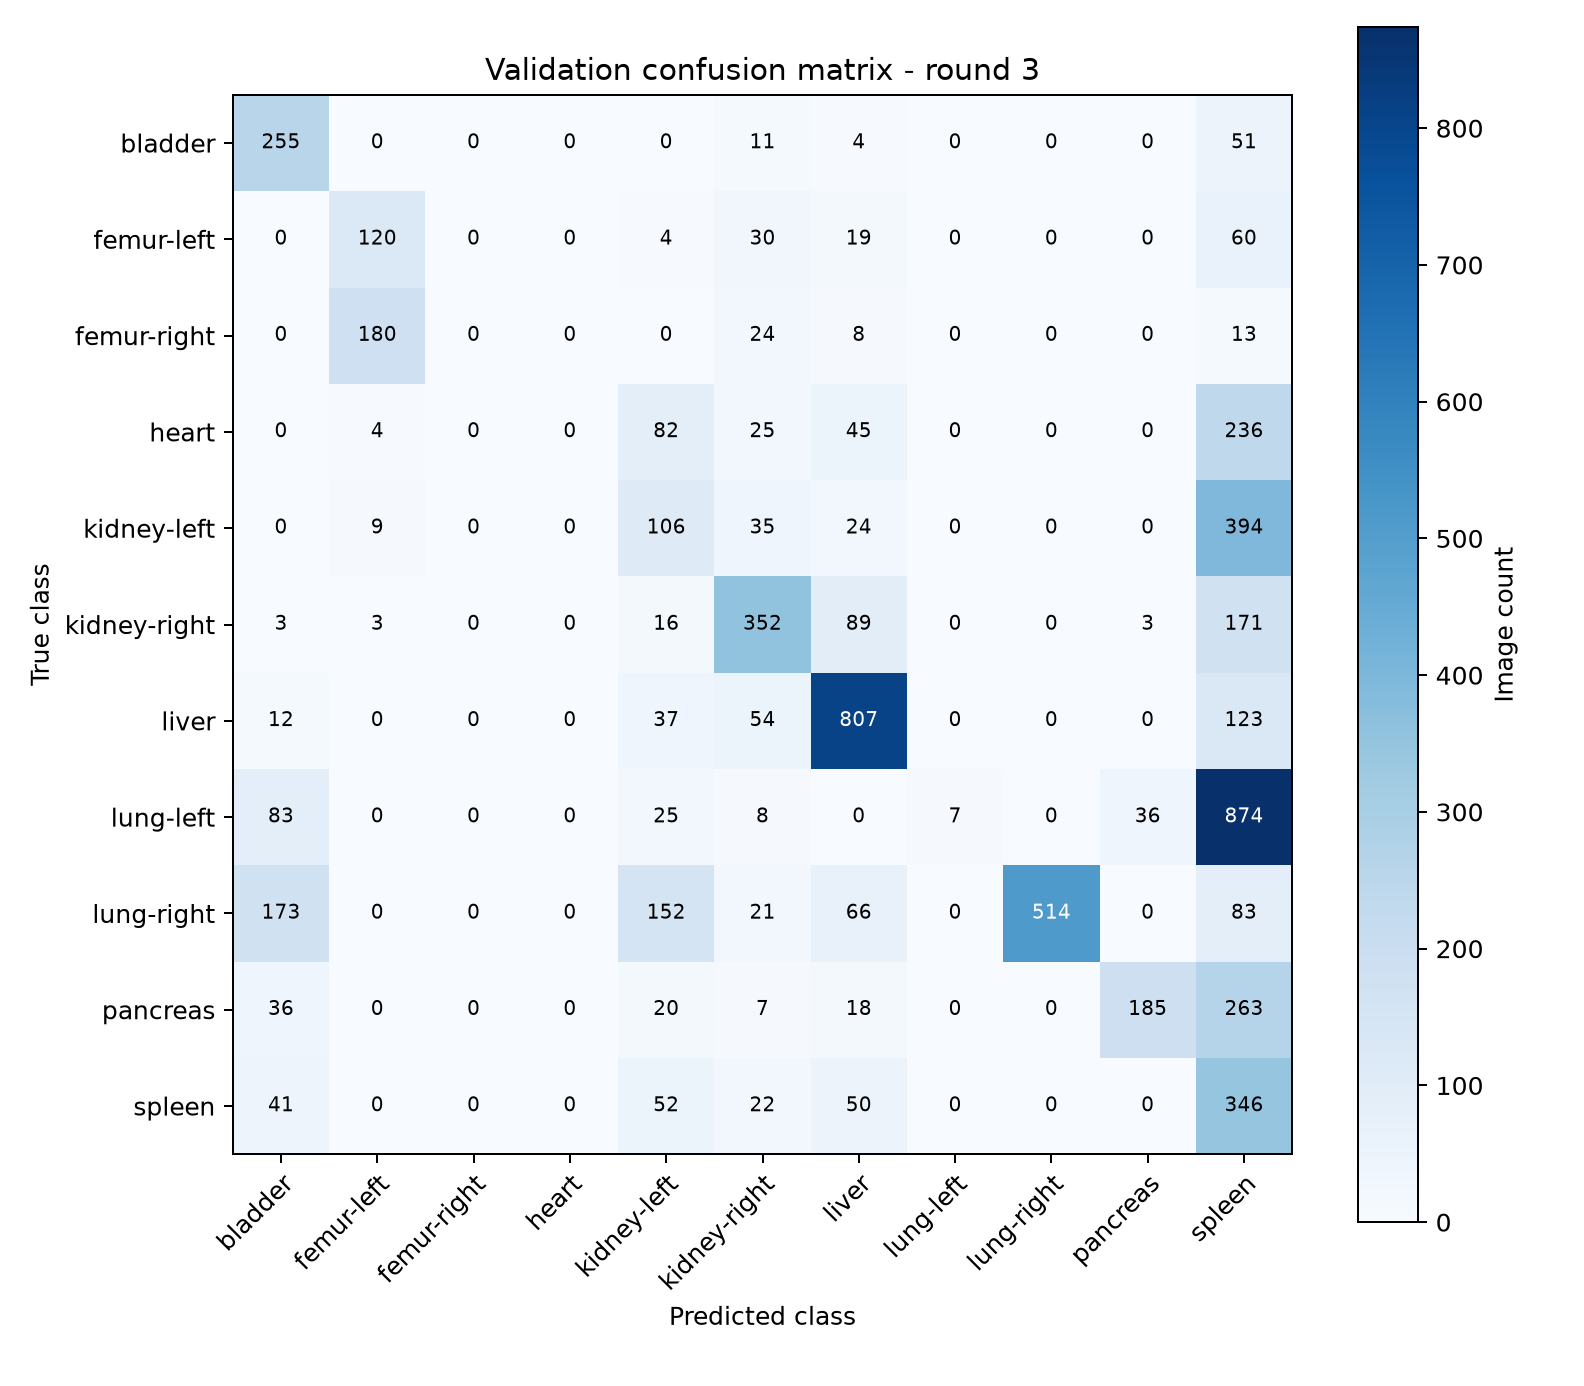 Validation confusion matrix - round 3
bladder 255 0 0 0 0 11 4 0 0 0 51
femur-left 0 120 0 0 4 30 19 0 0 0 60
femur-right 0 180 0 0 0 24 8 0 0 0 13
heart 0 4 0 0 82 25 45 0 0 0 236
kidney-left 0 9 0 0 106 35 24 0 0 0 394
kidney-right 3 3 0 0 16 352 89 0 0 3 171
liver 12 0 0 0 37 54 807 0 0 0 123
lung-left 83 0 0 0 25 8 0 7 0 36 874
lung-right 173 0 0 0 152 21 66 0 514 0 83
pancreas 36 0 0 0 20 7 18 0 0 185 263
spleen 41 0 0 0 52 22 50 0 0 0 346
bladder femur-left femur-right heart kidney-left kidney-right liver lung-left lung-right pancreas spleen
Predicted class
True class
800
700
600
500
400
300
200
100
0
Image count